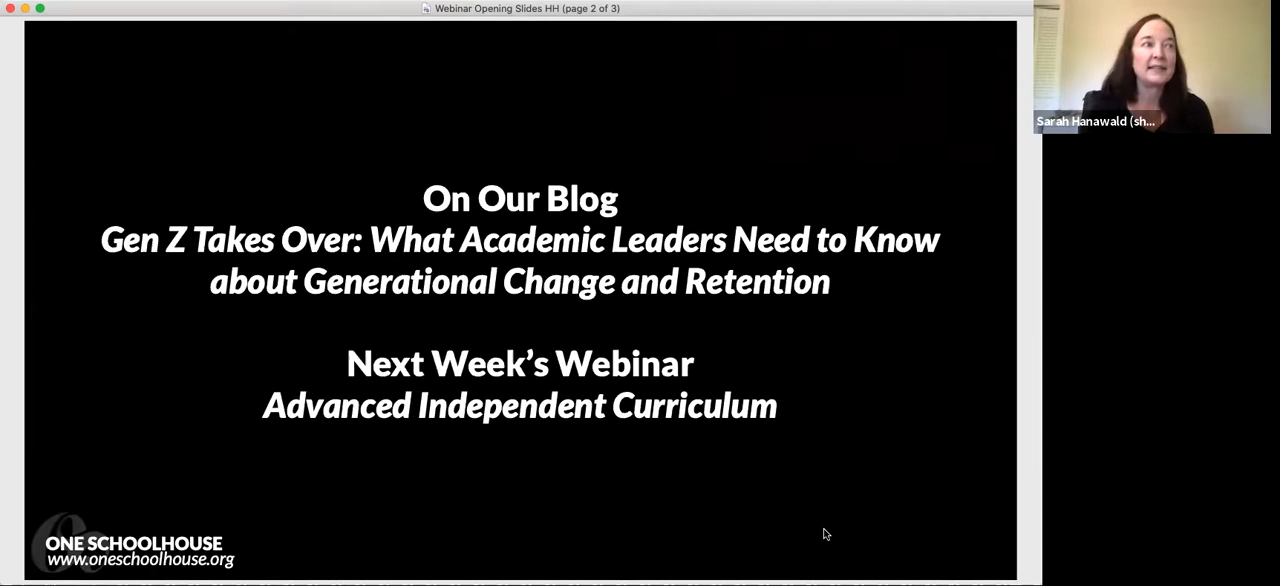 Webinar Opening Slides HH (page 2 of 3)
Sarah Hanawald (sh...
On Our Blog
Gen Z Takes Over: What Academic Leaders Need to Know
about Generational Change and Retention
Next Week's Webinar
Advanced Independent Curriculum
ONE SCHOOLHOUSE
www.oneschoolhouse.org